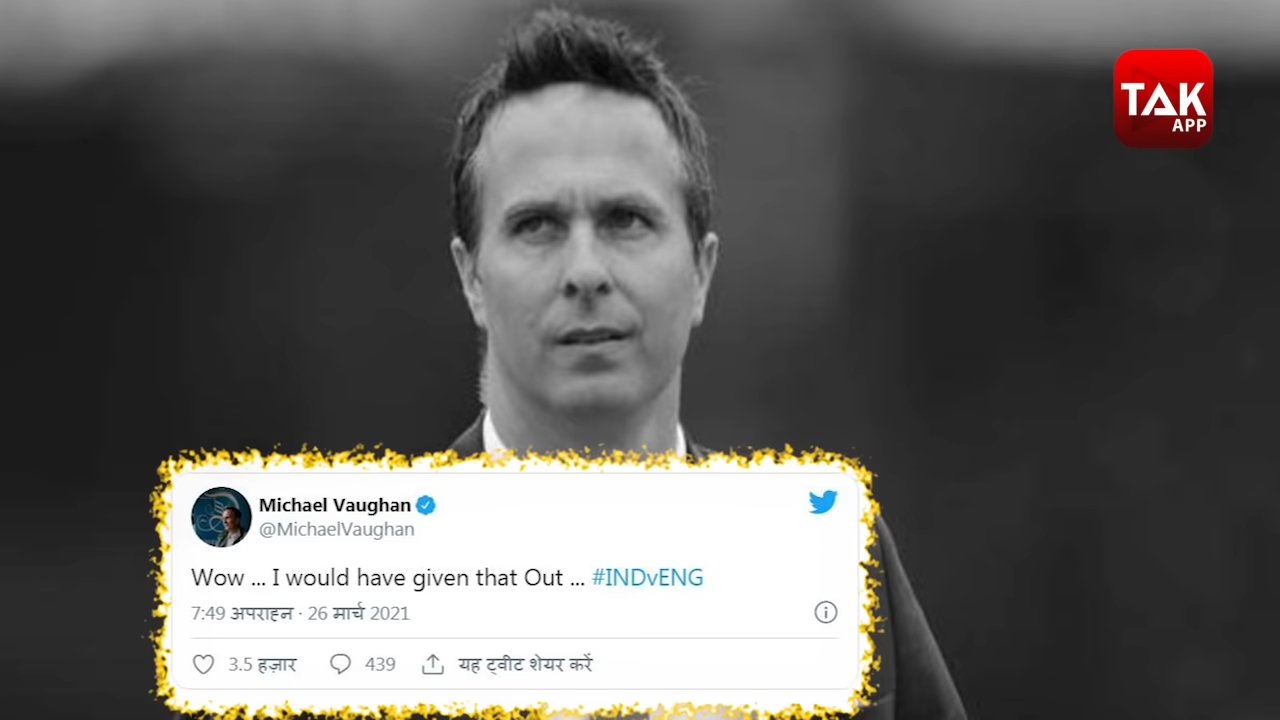 TAK
APP
Michael Vaughan
@MichaelVaughan
Wow ... I would have given that Out ... #INDvENG
7:49 अपराह्न · 26 मार्च 2021
3.5 हज़ार 439 यह ट्वीट शेयर करें